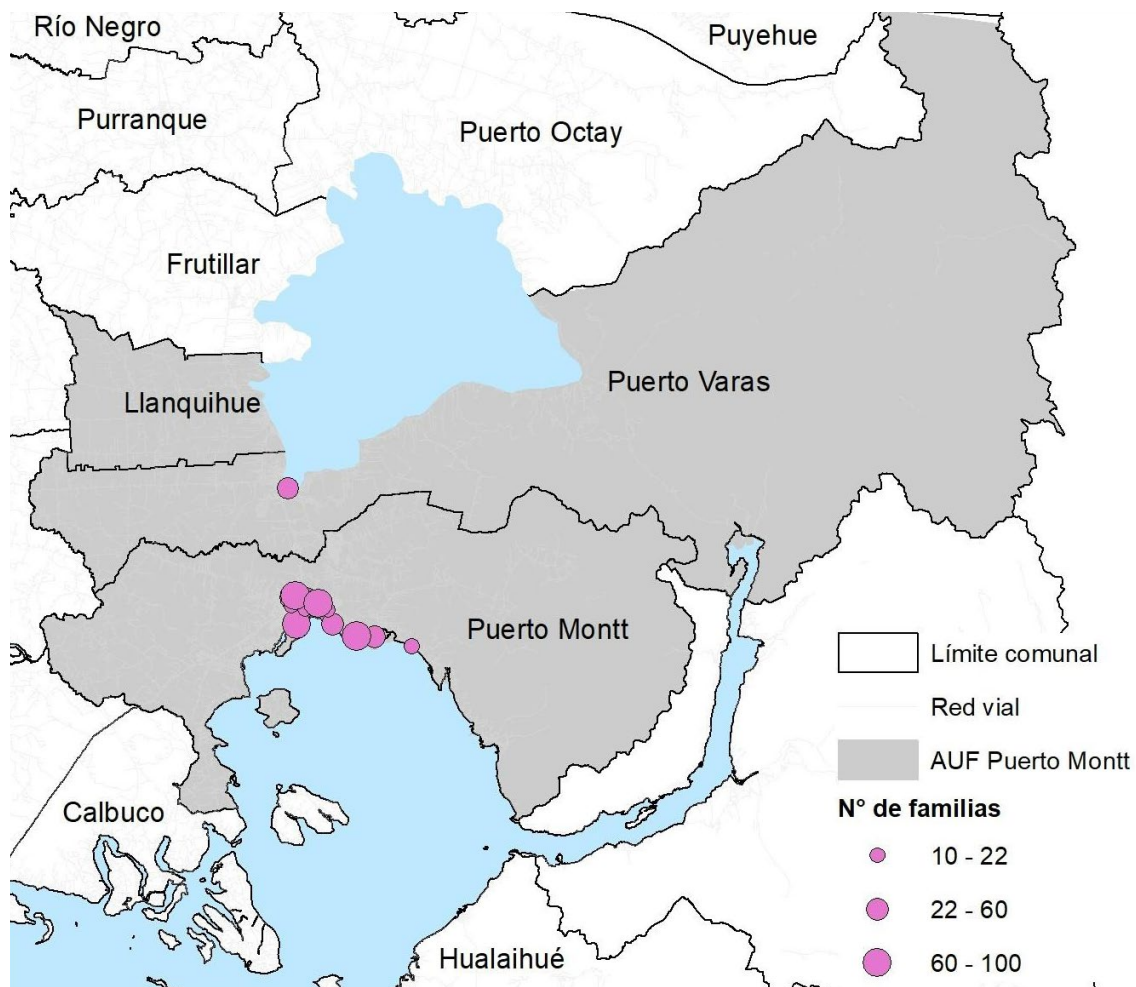 Río Negro
Puyehue
Purranque
Puerto Octay
Frutillar
Puerto Varas
Llanquihue
Puerto Montt
Calbuco
Hualaihué
Límite comunal
Red vial
AUF Puerto Montt
N° de familias
10 - 22
22 - 60
60 - 100